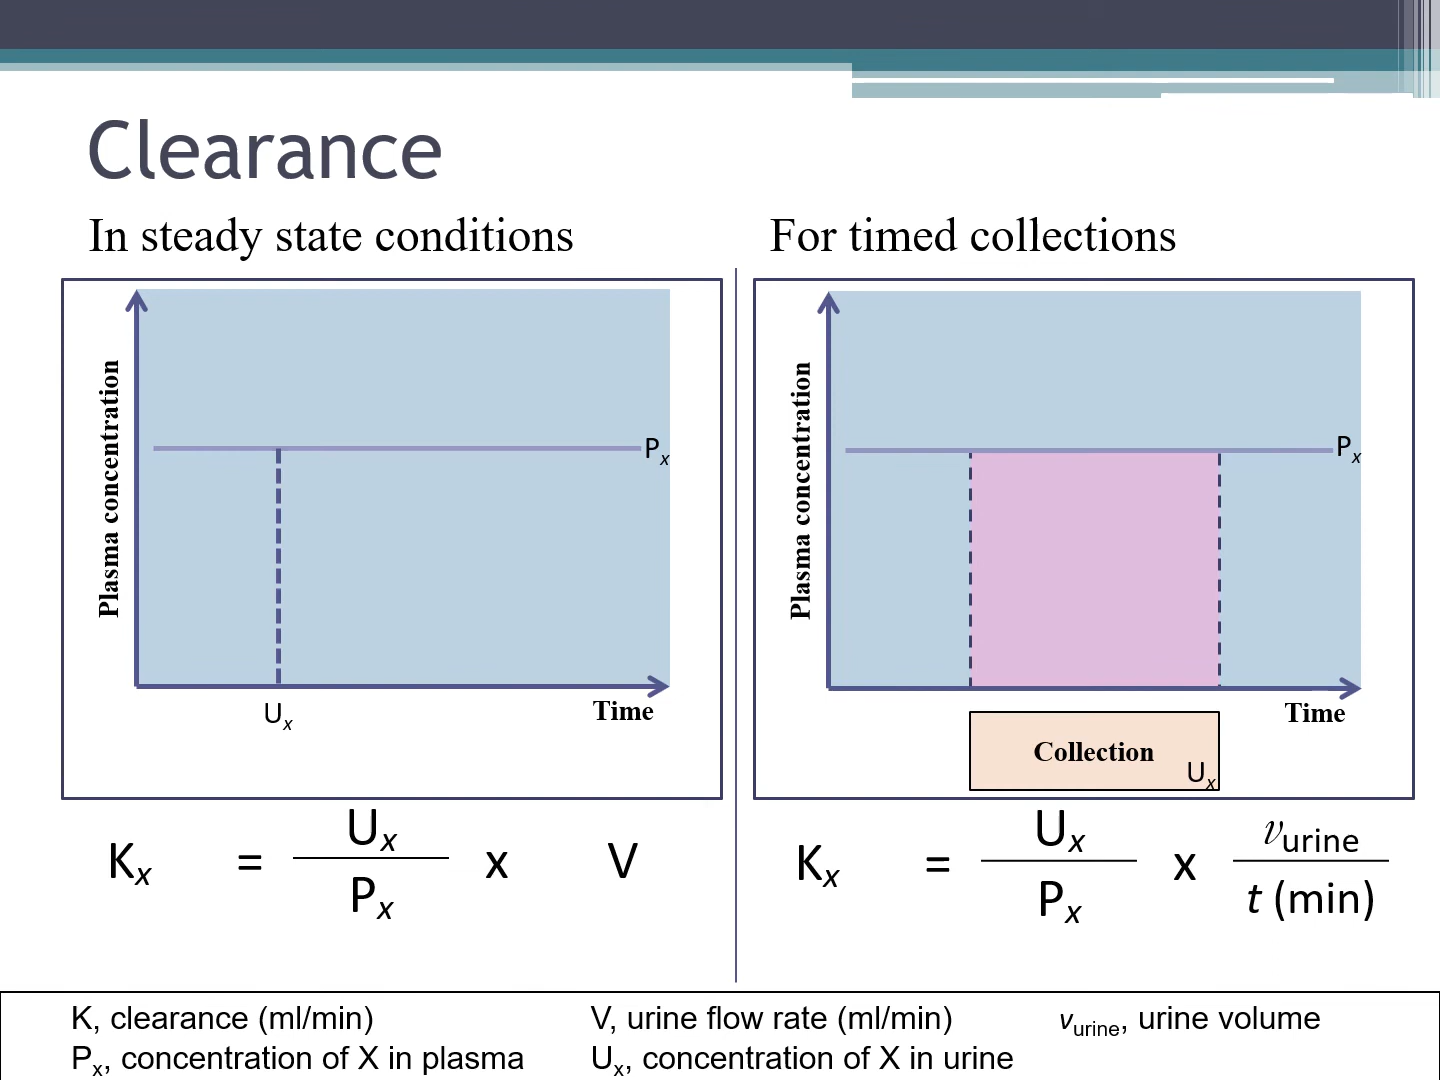 Clearance
In steady state conditions
Plasma concentration
Px
Ux
Time
Kx = Ux / Px x V
For timed collections
Plasma concentration
Px
Time
Collection
Ux
Kx = Ux / Px x vurine / t (min)
K, clearance (ml/min)
V, urine flow rate (ml/min)
vurine, urine volume
Px, concentration of X in plasma
Ux, concentration of X in urine